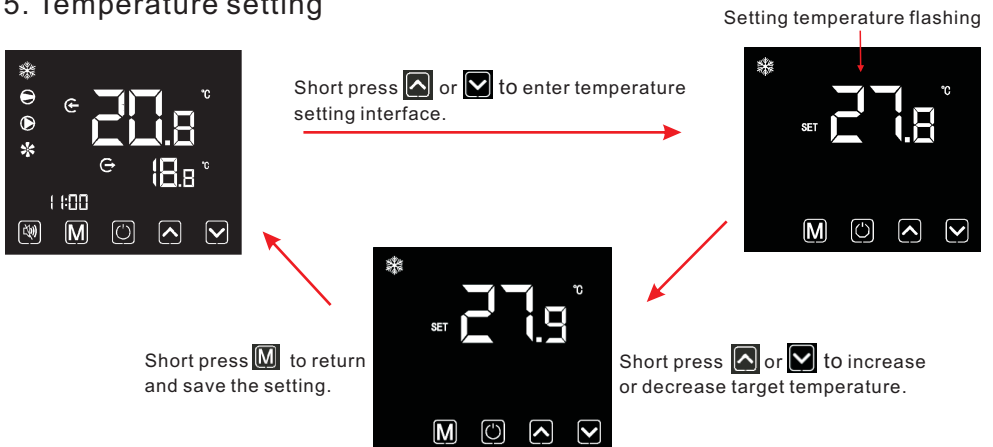 5. Temperature setting
Setting temperature flashing
20.8 °C
18.8 °C
11:00
M
Short press or to enter temperature
setting interface.
SET 27.8 °C
M
Short press or to increase
or decrease target temperature.
SET 27.9 °C
M
Short press M to return
and save the setting.